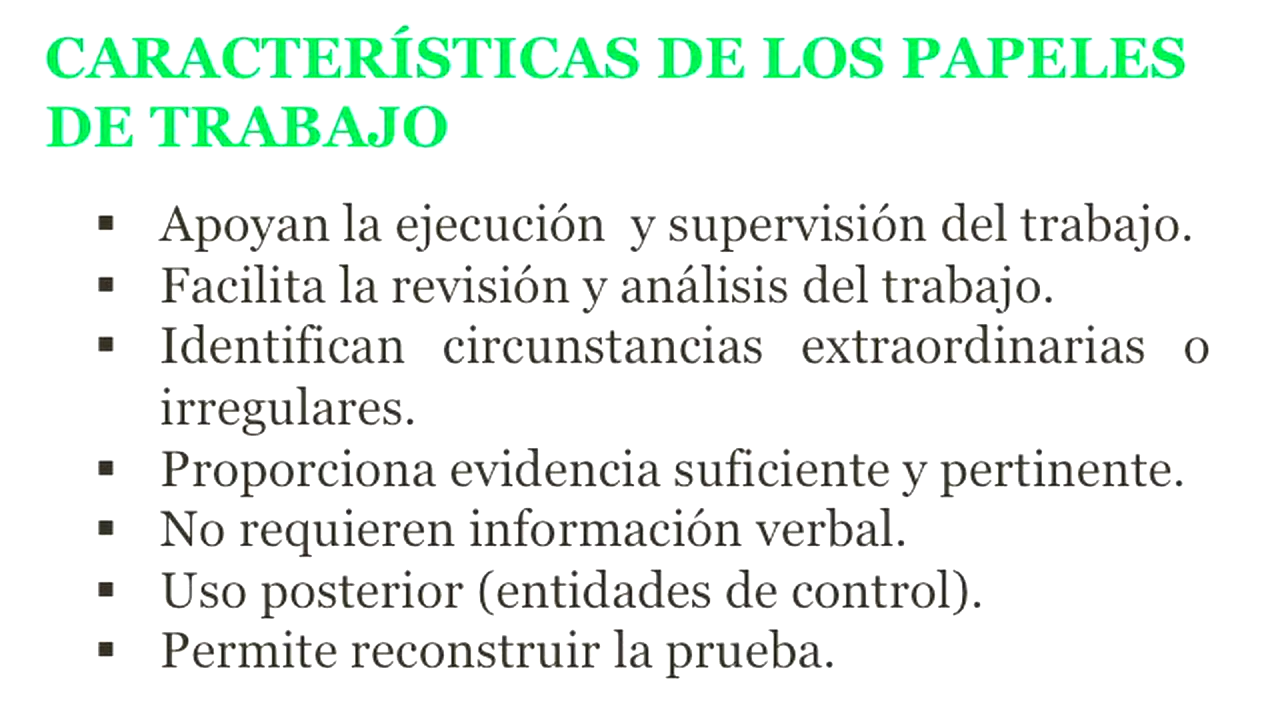 CARACTERÍSTICAS DE LOS PAPELES
DE TRABAJO
▪ Apoyan la ejecución  y supervisión del trabajo.
▪ Facilita la revisión y análisis del trabajo.
▪ Identifican circunstancias extraordinarias o
irregulares.
▪ Proporciona evidencia suficiente y pertinente.
▪ No requieren información verbal.
▪ Uso posterior (entidades de control).
▪ Permite reconstruir la prueba.